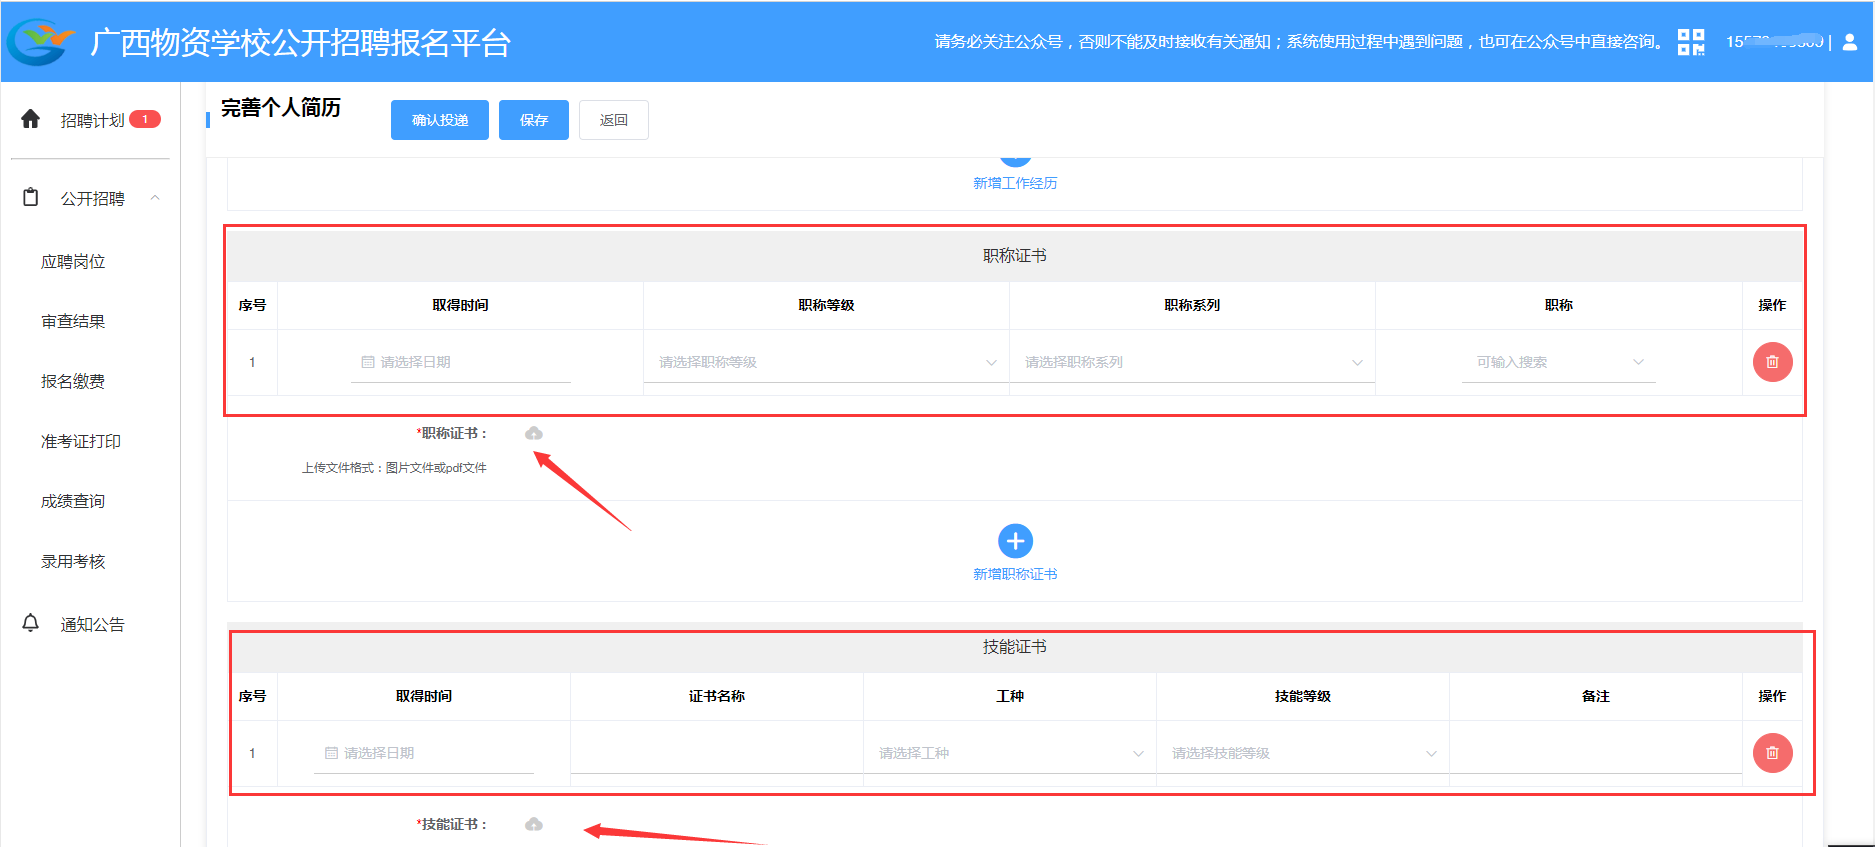 广西物资学校公开招聘报名平台
请务必关注公众号，否则不能及时接收有关通知；系统使用过程中遇到问题，也可在公众号中直接咨询。
|
招聘计划 1
公开招聘
应聘岗位
审查结果
报名缴费
准考证打印
成绩查询
录用考核
通知公告
完善个人简历 确认投递 保存 返回
新增工作经历
职称证书
序号 取得时间 职称等级 职称系列 职称 操作
1 请选择日期 请选择职称等级 请选择职称系列 可输入搜索
*职称证书：
上传文件格式：图片文件或pdf文件
新增职称证书
技能证书
序号 取得时间 证书名称 工种 技能等级 备注 操作
1 请选择日期 请选择工种 请选择技能等级
*技能证书：